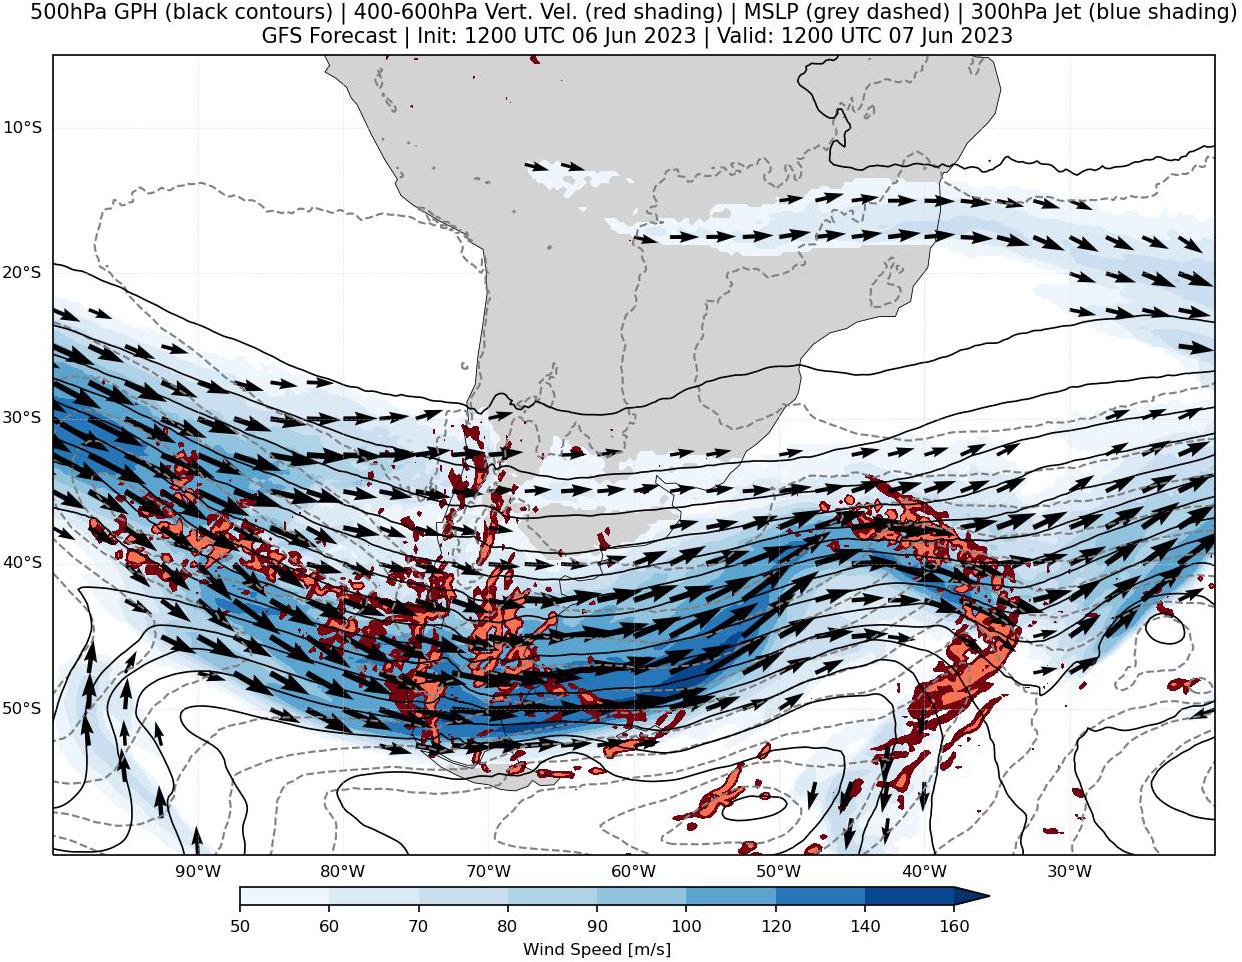 500hPa GPH (black contours) | 400-600hPa Vert. Vel. (red shading) | MSLP (grey dashed) | 300hPa Jet (blue shading)
GFS Forecast | Init: 1200 UTC 06 Jun 2023 | Valid: 1200 UTC 07 Jun 2023
10°S
20°S
30°S
40°S
50°S
90°W 80°W 70°W 60°W 50°W 40°W 30°W
50 60 70 80 90 100 120 140 160
Wind Speed [m/s]